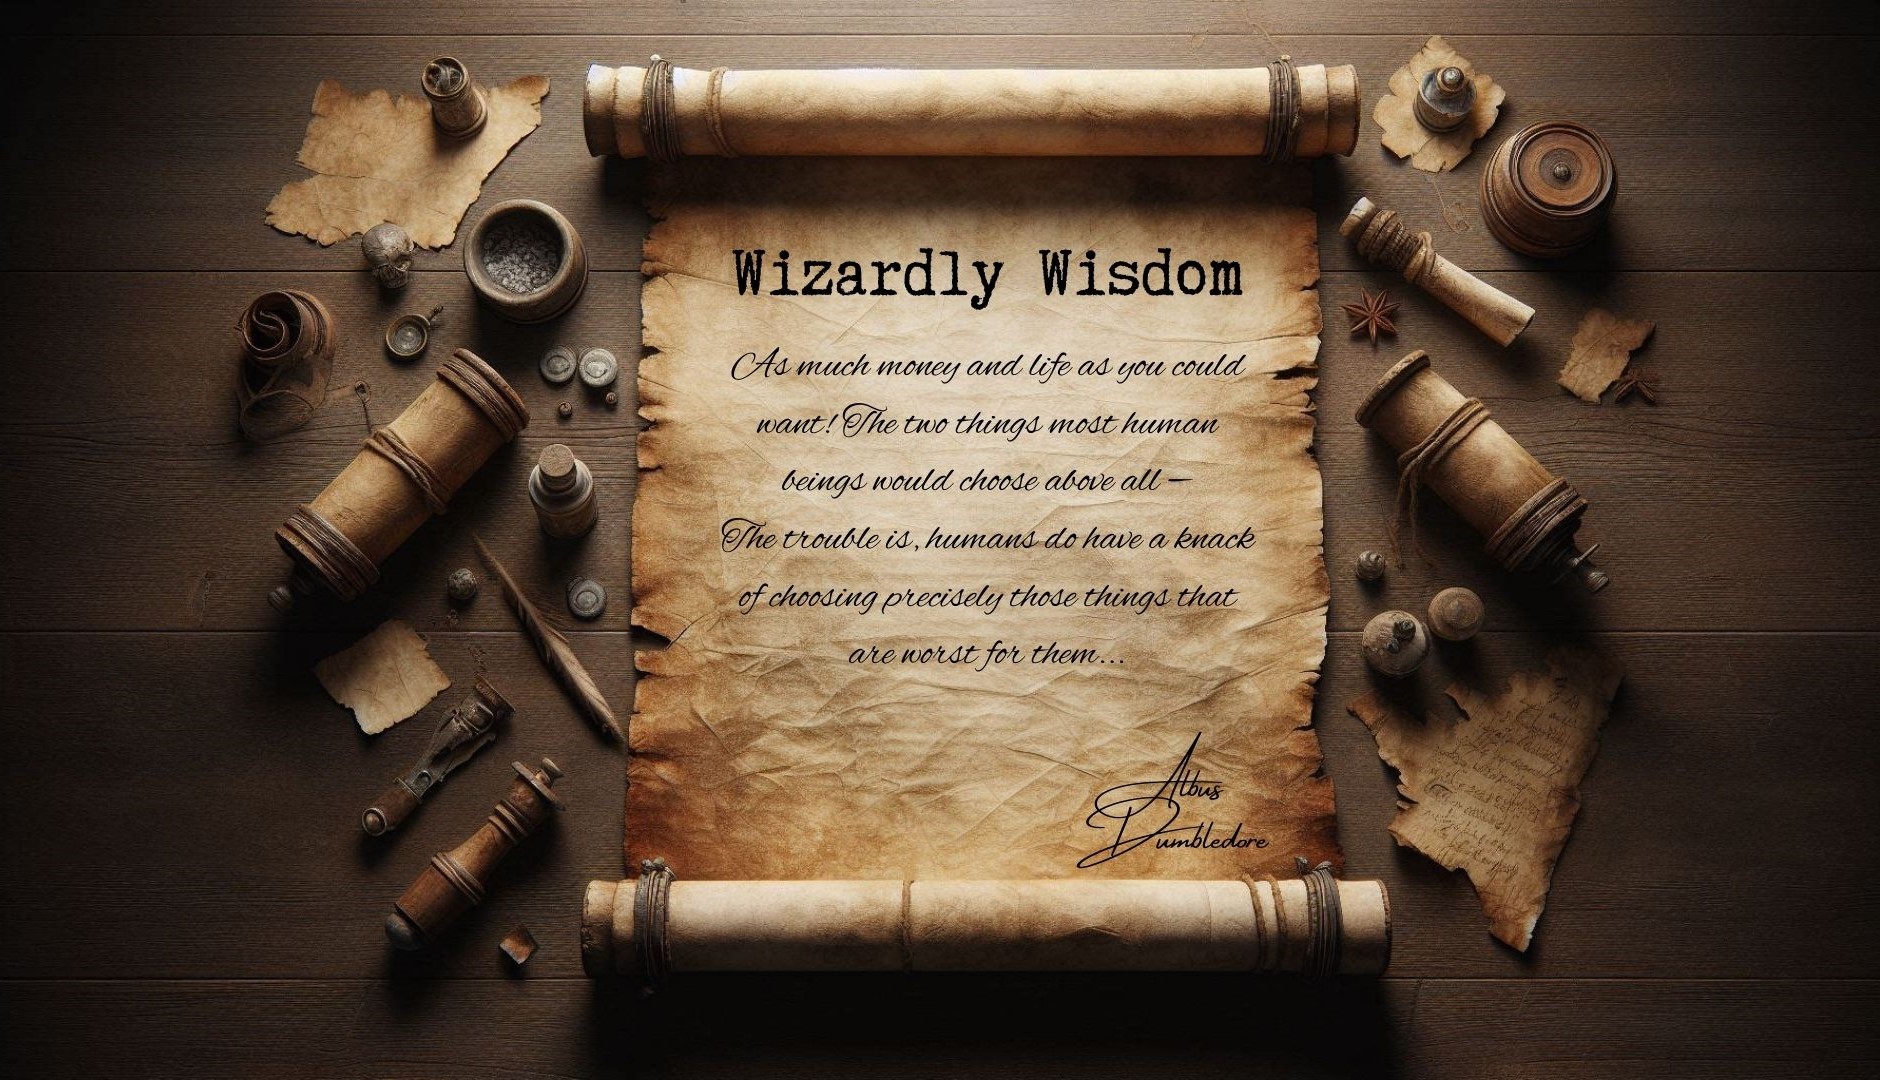 Wizardly Wisdom
As much money and life as you could
want! The two things most human
beings would choose above all –
The trouble is, humans do have a knack
of choosing precisely those things that
are worst for them...
Albus
Dumbledore